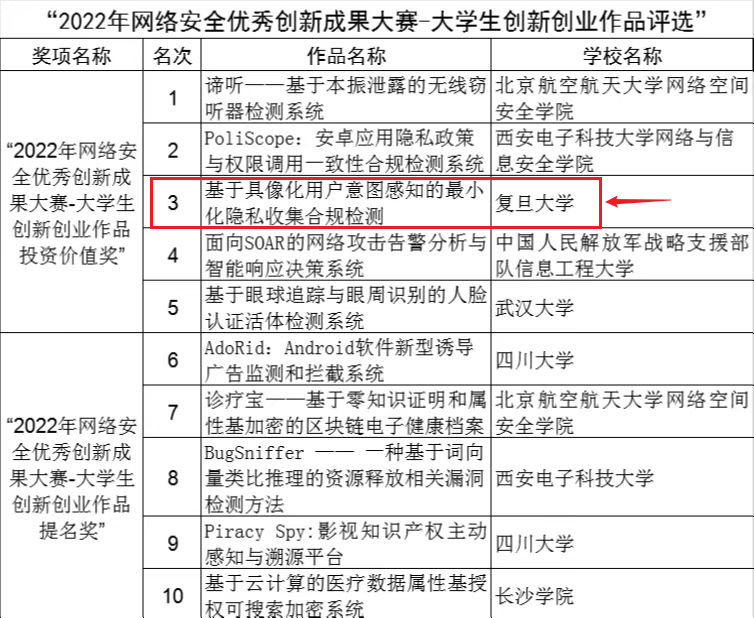 “2022年网络安全优秀创新成果大赛-大学生创新创业作品评选”
奖项名称 名次 作品名称 学校名称
“2022年网络安
全优秀创新成
果大赛-大学生
创新创业作品
投资价值奖”
1
谛听——基于本振泄露的无线窃
听器检测系统
北京航空航天大学网络空间
安全学院
2
PoliScope：安卓应用隐私政策
与权限调用一致性合规检测系统
西安电子科技大学网络与信
息安全学院
3
基于具像化用户意图感知的最小
化隐私收集合规检测
复旦大学
4
面向SOAR的网络攻击告警分析与
智能响应决策系统
中国人民解放军战略支援部
队信息工程大学
5
基于眼球追踪与眼周识别的人脸
认证活体检测系统
武汉大学
“2022年网络安
全优秀创新成
果大赛-大学生
创新创业作品
提名奖”
6
AdoRid：Android软件新型诱导
广告监测和拦截系统
四川大学
7
诊疗宝——基于零知识证明和属
性基加密的区块链电子健康档案
北京航空航天大学网络空间
安全学院
8
BugSniffer —— 一种基于词向
量类比推理的资源释放相关漏洞
检测方法
西安电子科技大学
9
Piracy Spy:影视知识产权主动
感知与溯源平台
四川大学
10
基于云计算的医疗数据属性基授
权可搜索加密系统
长沙学院